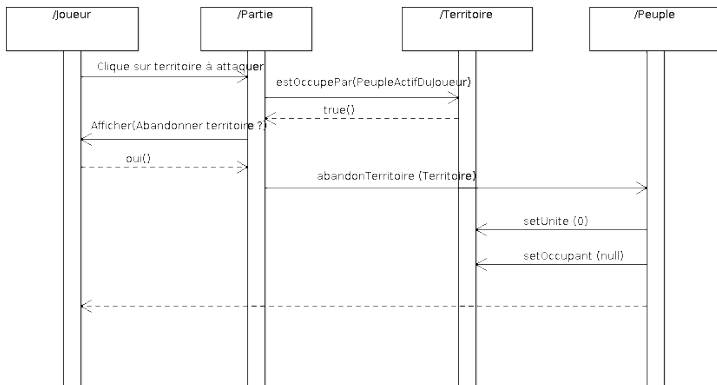 /Joueur
/Partie
/Territoire
/Peuple
Clique sur territoire à attaquer
estOccupePar(PeupleActifDuJoueur)
true()
Afficher(Abandonner territoire ?)
oui()
abandonTerritoire (Territoire)
setUnite (0)
setOccupant (null)